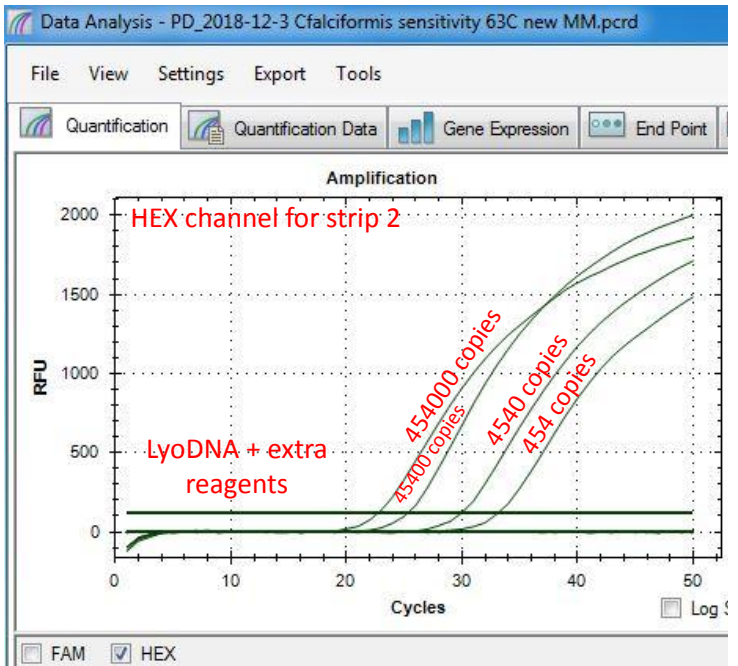 Data Analysis - PD_2018-12-3 Cfalciformis sensitivity 63C new MM.pcrd
File View Settings Export Tools
Quantification Quantification Data Gene Expression End Point
Amplification
HEX channel for strip 2
2000
1500
1000
500
0
RFU
454000 copies
45400 copies
4540 copies
454 copies
LyoDNA + extra
reagents
0 10 20 30 40 50
Cycles
Log
FAM HEX